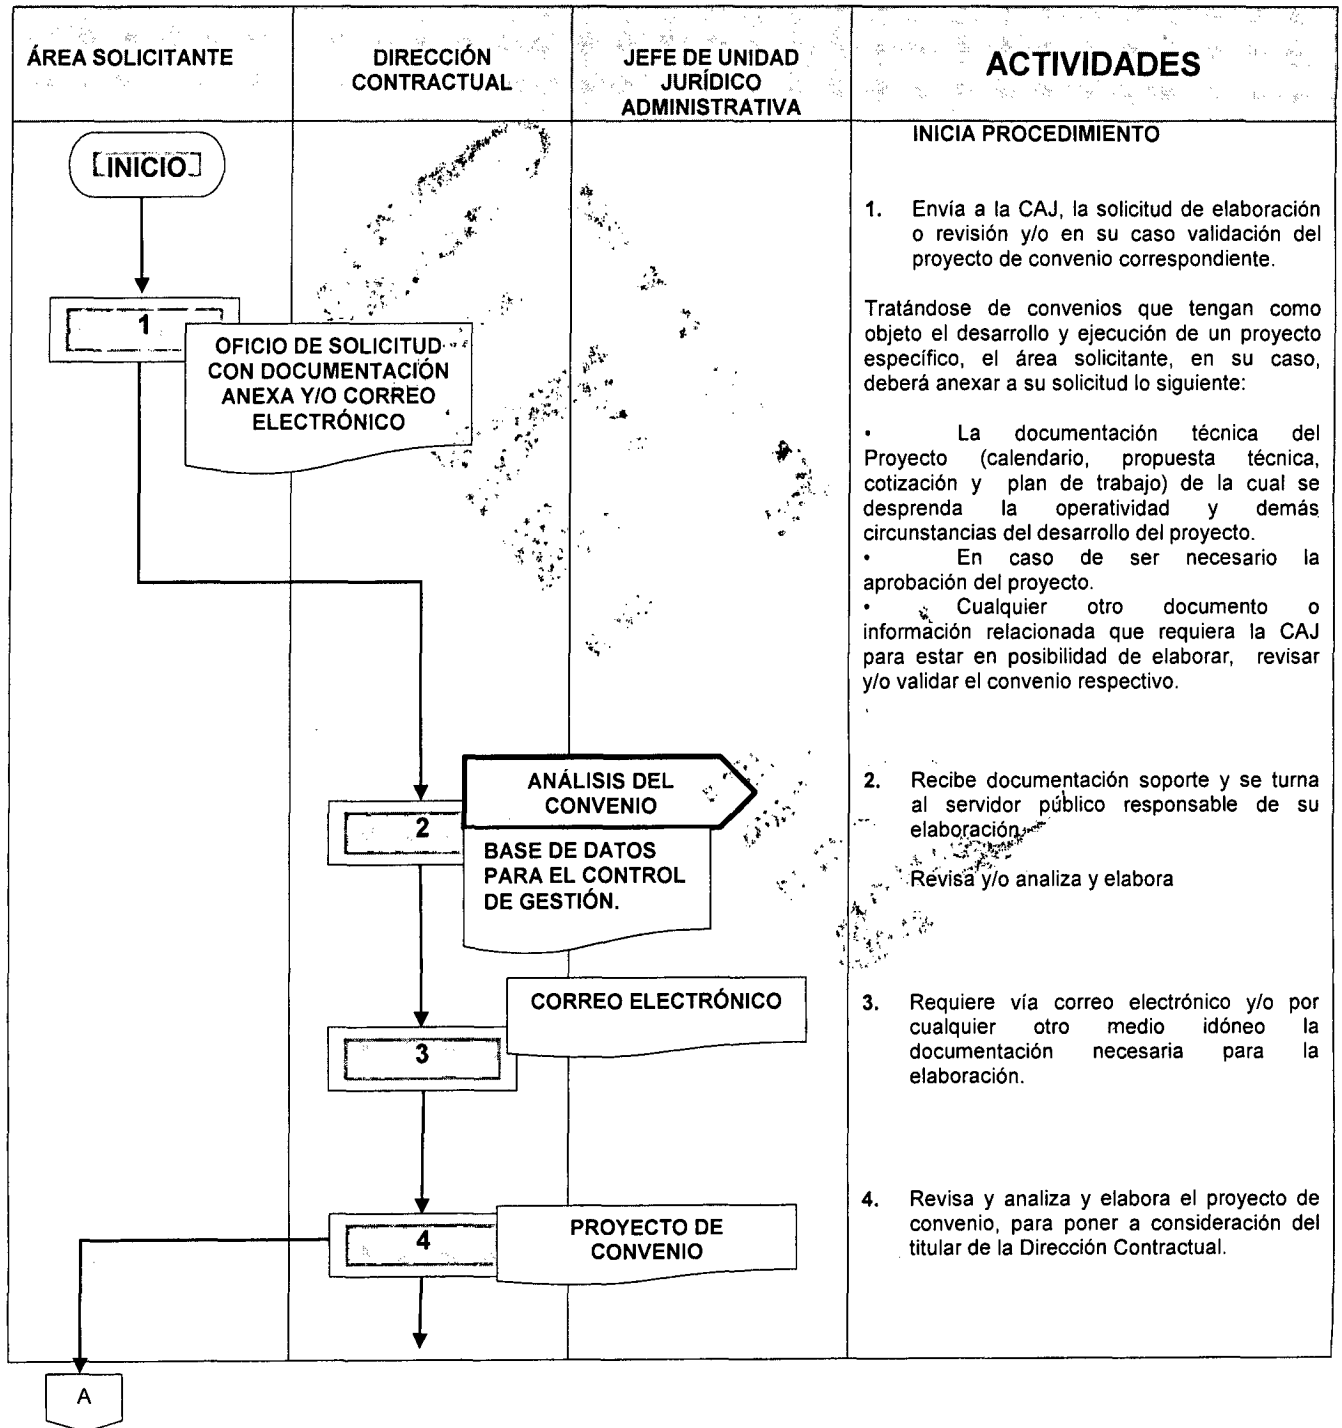 ÁREA SOLICITANTE
DIRECCIÓN
CONTRACTUAL
JEFE DE UNIDAD
JURÍDICO
ADMINISTRATIVA
ACTIVIDADES
INICIO
1
OFICIO DE SOLICITUD
CON DOCUMENTACIÓN
ANEXA Y/O CORREO
ELECTRÓNICO
ANÁLISIS DEL
CONVENIO
2
BASE DE DATOS
PARA EL CONTROL
DE GESTIÓN.
CORREO ELECTRÓNICO
3
PROYECTO DE
CONVENIO
4
A
INICIA PROCEDIMIENTO
1. Envía a la CAJ, la solicitud de elaboración
o revisión y/o en su caso validación del
proyecto de convenio correspondiente.
Tratándose de convenios que tengan como
objeto el desarrollo y ejecución de un proyecto
específico, el área solicitante, en su caso,
deberá anexar a su solicitud lo siguiente:
• La documentación técnica del
Proyecto (calendario, propuesta técnica,
cotización y plan de trabajo) de la cual se
desprenda la operatividad y demás
circunstancias del desarrollo del proyecto.
• En caso de ser necesario la
aprobación del proyecto.
• Cualquier otro documento o
información relacionada que requiera la CAJ
para estar en posibilidad de elaborar, revisar
y/o validar el convenio respectivo.
2. Recibe documentación soporte y se turna
al servidor público responsable de su
elaboración
Revisa y/o analiza y elabora
3. Requiere vía correo electrónico y/o por
cualquier otro medio idóneo la
documentación necesaria para la
elaboración.
4. Revisa y analiza y elabora el proyecto de
convenio, para poner a consideración del
titular de la Dirección Contractual.